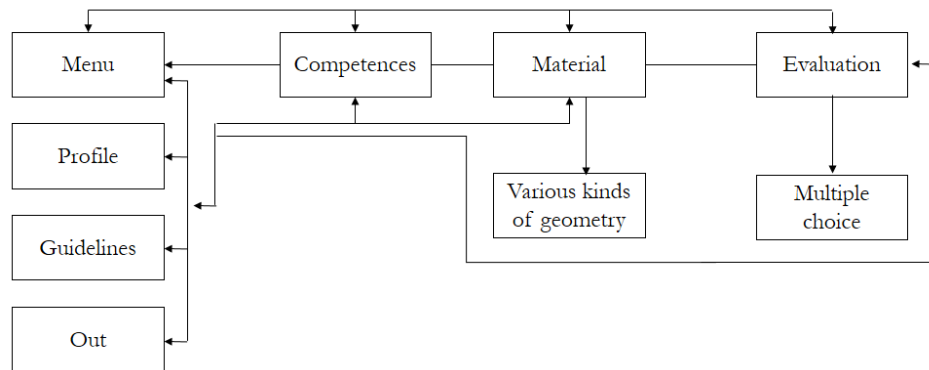 Menu
Competences
Material
Evaluation
Profile
Various kinds
of geometry
Multiple
choice
Guidelines
Out